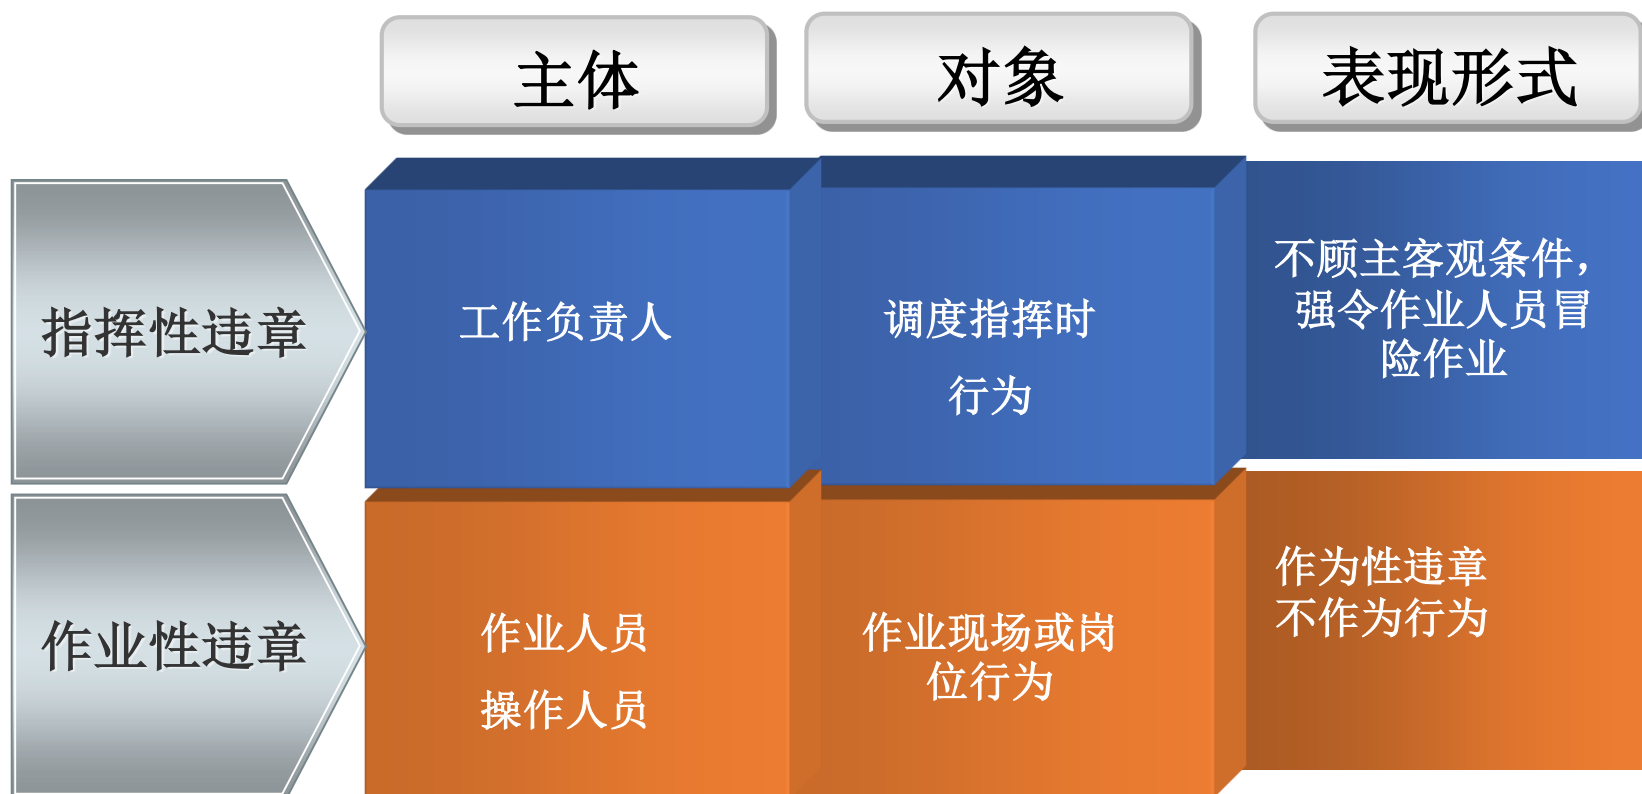 主体
对象
表现形式
指挥性违章
工作负责人
调度指挥时
行为
不顾主客观条件，
强令作业人员冒
险作业
作业性违章
作业人员
操作人员
作业现场或岗
位行为
作为性违章
不作为行为